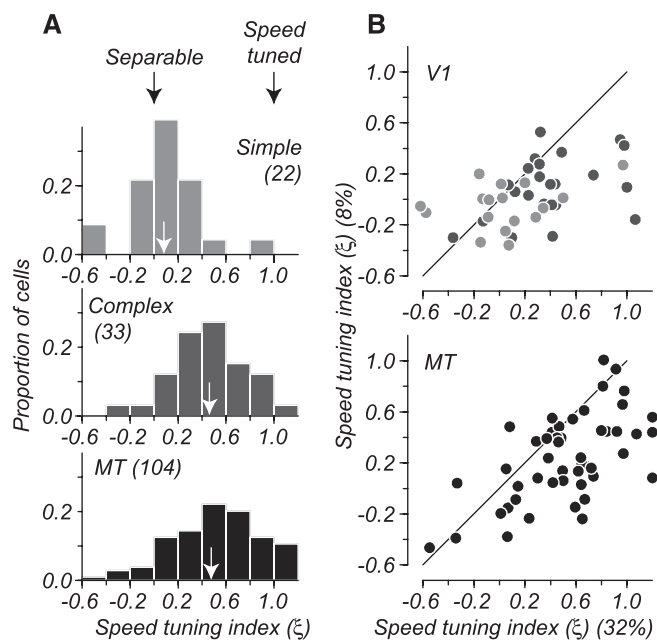 A
B
Speed
tuned
Separable
Simple
(22)
0.2
0.0
-0.6 -0.2 0.2 0.6 1.0
Complex
(33)
0.2
0.0
-0.6 -0.2 0.2 0.6 1.0
MT (104)
0.2
0.0
-0.6 -0.2 0.2 0.6 1.0
Proportion of cells
Speed tuning index (ξ)
V1
1.0
0.6
0.2
-0.2
-0.6
-0.6 -0.2 0.2 0.6 1.0
MT
1.0
0.6
0.2
-0.2
-0.6
-0.6 -0.2 0.2 0.6 1.0
Speed tuning index (ξ) (8%)
Speed tuning index (ξ) (32%)